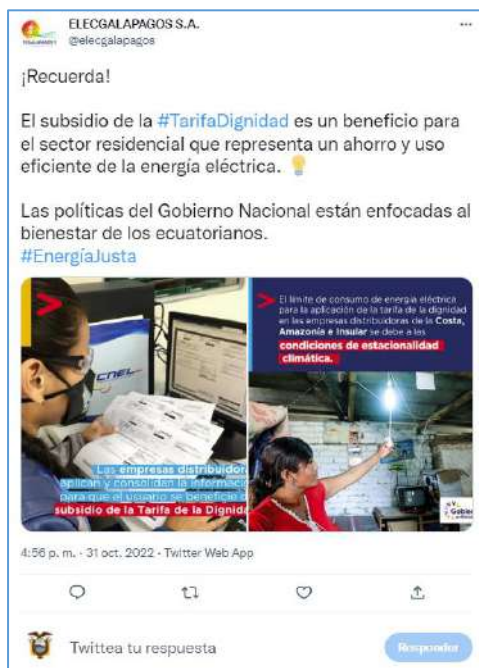 ELECGALAPAGOS S.A.
@elecgalapagos
¡Recuerda!
El subsidio de la #TarifaDignidad es un beneficio para
el sector residencial que representa un ahorro y uso
eficiente de la energía eléctrica.
Las políticas del Gobierno Nacional están enfocadas al
bienestar de los ecuatorianos.
#EnergíaJusta
CNEL
Las empresas distribuidora
aplican y consolidan la informaci
para que el usuario se beneficie d
subsidio de la Tarifa de la Dignida
El límite de consumo de energía eléctrica
para la aplicación de la tarifa de la dignidad
en las empresas distribuidoras de la Costa,
Amazonía e Insular se debe a las
condiciones de estacionalidad
climática.
Gobie
4:56 p. m. · 31 oct. 2022 · Twitter Web App
Twittea tu respuesta
Responder